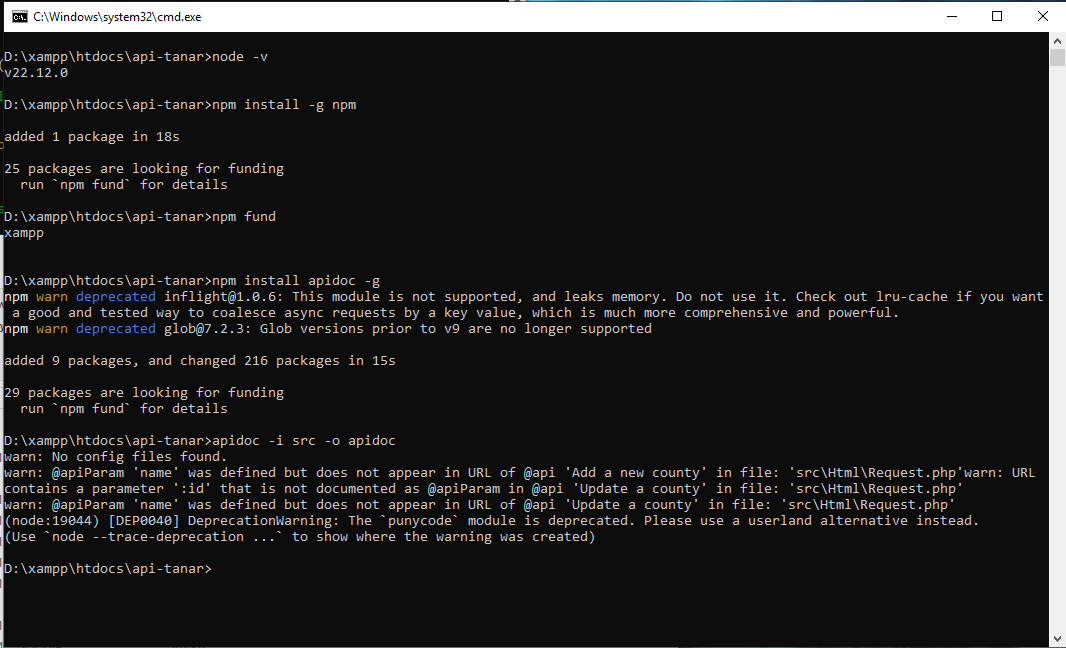 C:\Windows\system32\cmd.exe
D:\xampp\htdocs\api-tanar>node -v
v22.12.0
D:\xampp\htdocs\api-tanar>npm install -g npm
added 1 package in 18s
25 packages are looking for funding
  run `npm fund` for details
D:\xampp\htdocs\api-tanar>npm fund
xampp
D:\xampp\htdocs\api-tanar>npm install apidoc -g
npm warn deprecated inflight@1.0.6: This module is not supported, and leaks memory. Do not use it. Check out lru-cache if you want
 a good and tested way to coalesce async requests by a key value, which is much more comprehensive and powerful.
npm warn deprecated glob@7.2.3: Glob versions prior to v9 are no longer supported
added 9 packages, and changed 216 packages in 15s
29 packages are looking for funding
  run `npm fund` for details
D:\xampp\htdocs\api-tanar>apidoc -i src -o apidoc
warn: No config files found.
warn: @apiParam 'name' was defined but does not appear in URL of @api 'Add a new county' in file: 'src\Html\Request.php'warn: URL
contains a parameter ':id' that is not documented as @apiParam in @api 'Update a county' in file: 'src\Html\Request.php'
warn: @apiParam 'name' was defined but does not appear in URL of @api 'Update a county' in file: 'src\Html\Request.php'
(node:19044) [DEP0040] DeprecationWarning: The `punycode` module is deprecated. Please use a userland alternative instead.
(Use `node --trace-deprecation ...` to show where the warning was created)
D:\xampp\htdocs\api-tanar>